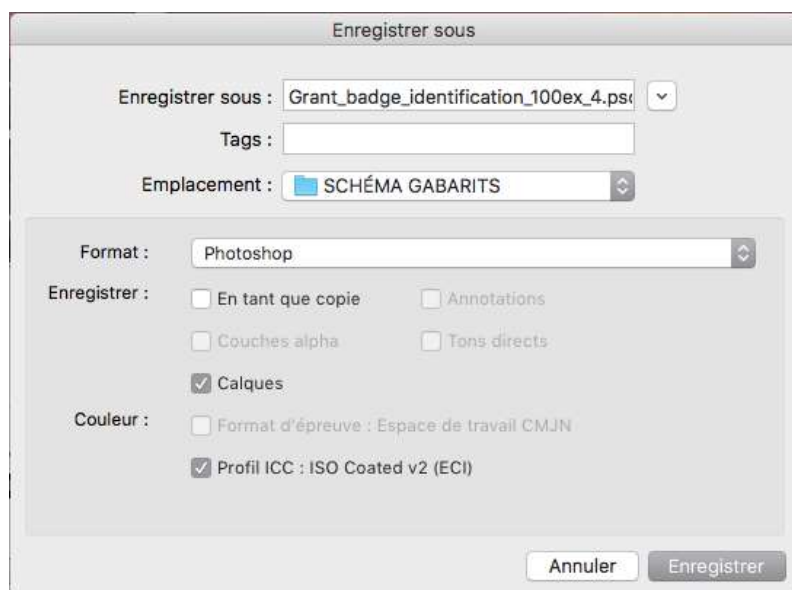 Enregistrer sous
Enregistrer sous : Grant_badge_identification_100ex_4.psd
Tags :
Emplacement : SCHÉMA GABARITS
Format : Photoshop
Enregistrer : En tant que copie Annotations
Couches alpha Tons directs
Calques
Couleur : Format d'épreuve : Espace de travail CMJN
Profil ICC : ISO Coated v2 (ECI)
Annuler Enregistrer